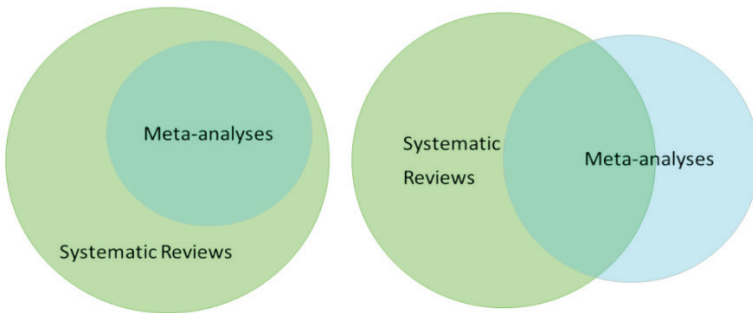 Meta-analyses
Systematic Reviews
Systematic
Reviews
Meta-analyses